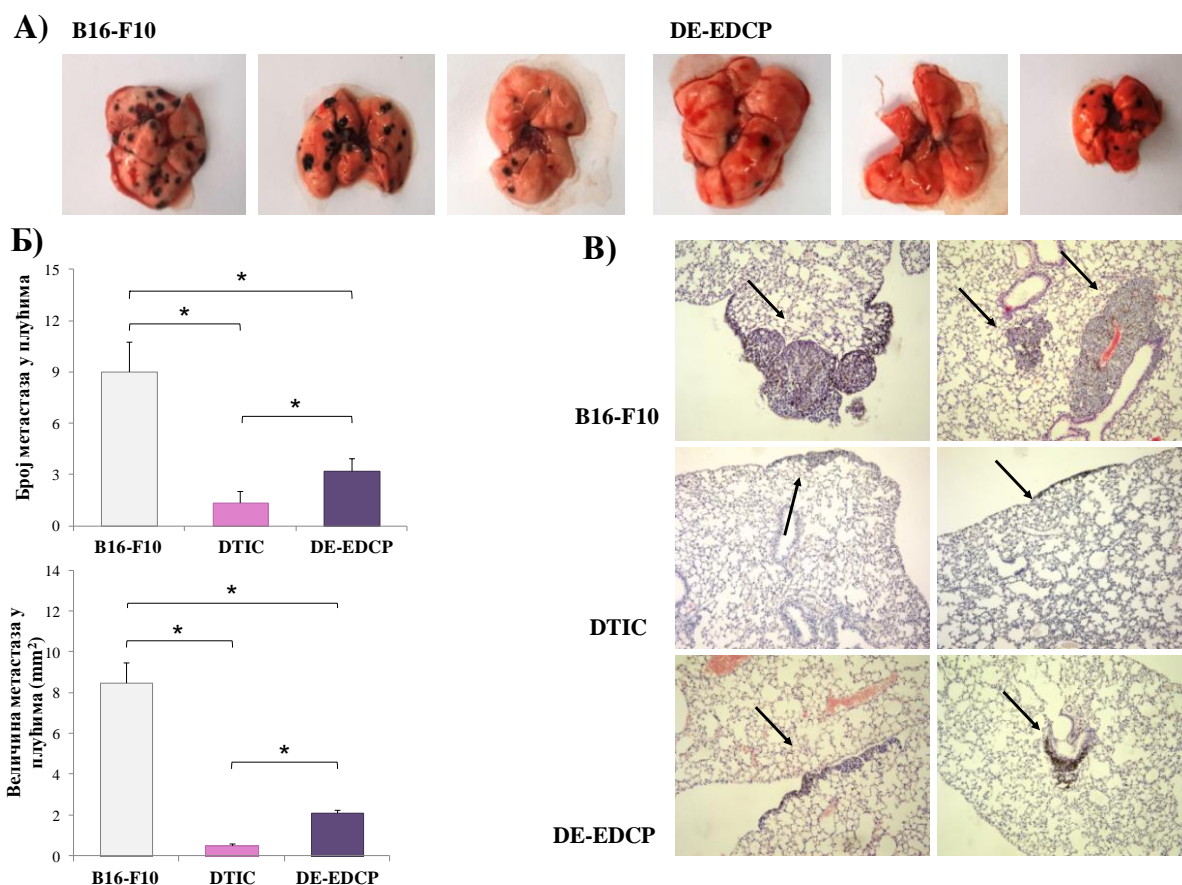 А)
B16-F10
DE-EDCP
Б)
Број метастаза у плућима
15
12
9
6
3
0
*
*
*
B16-F10
DTIC
DE-EDCP
Величина метастаза у
плућима (mm²)
14
12
10
8
6
4
2
0
*
*
*
B16-F10
DTIC
DE-EDCP
В)
B16-F10
DTIC
DE-EDCP